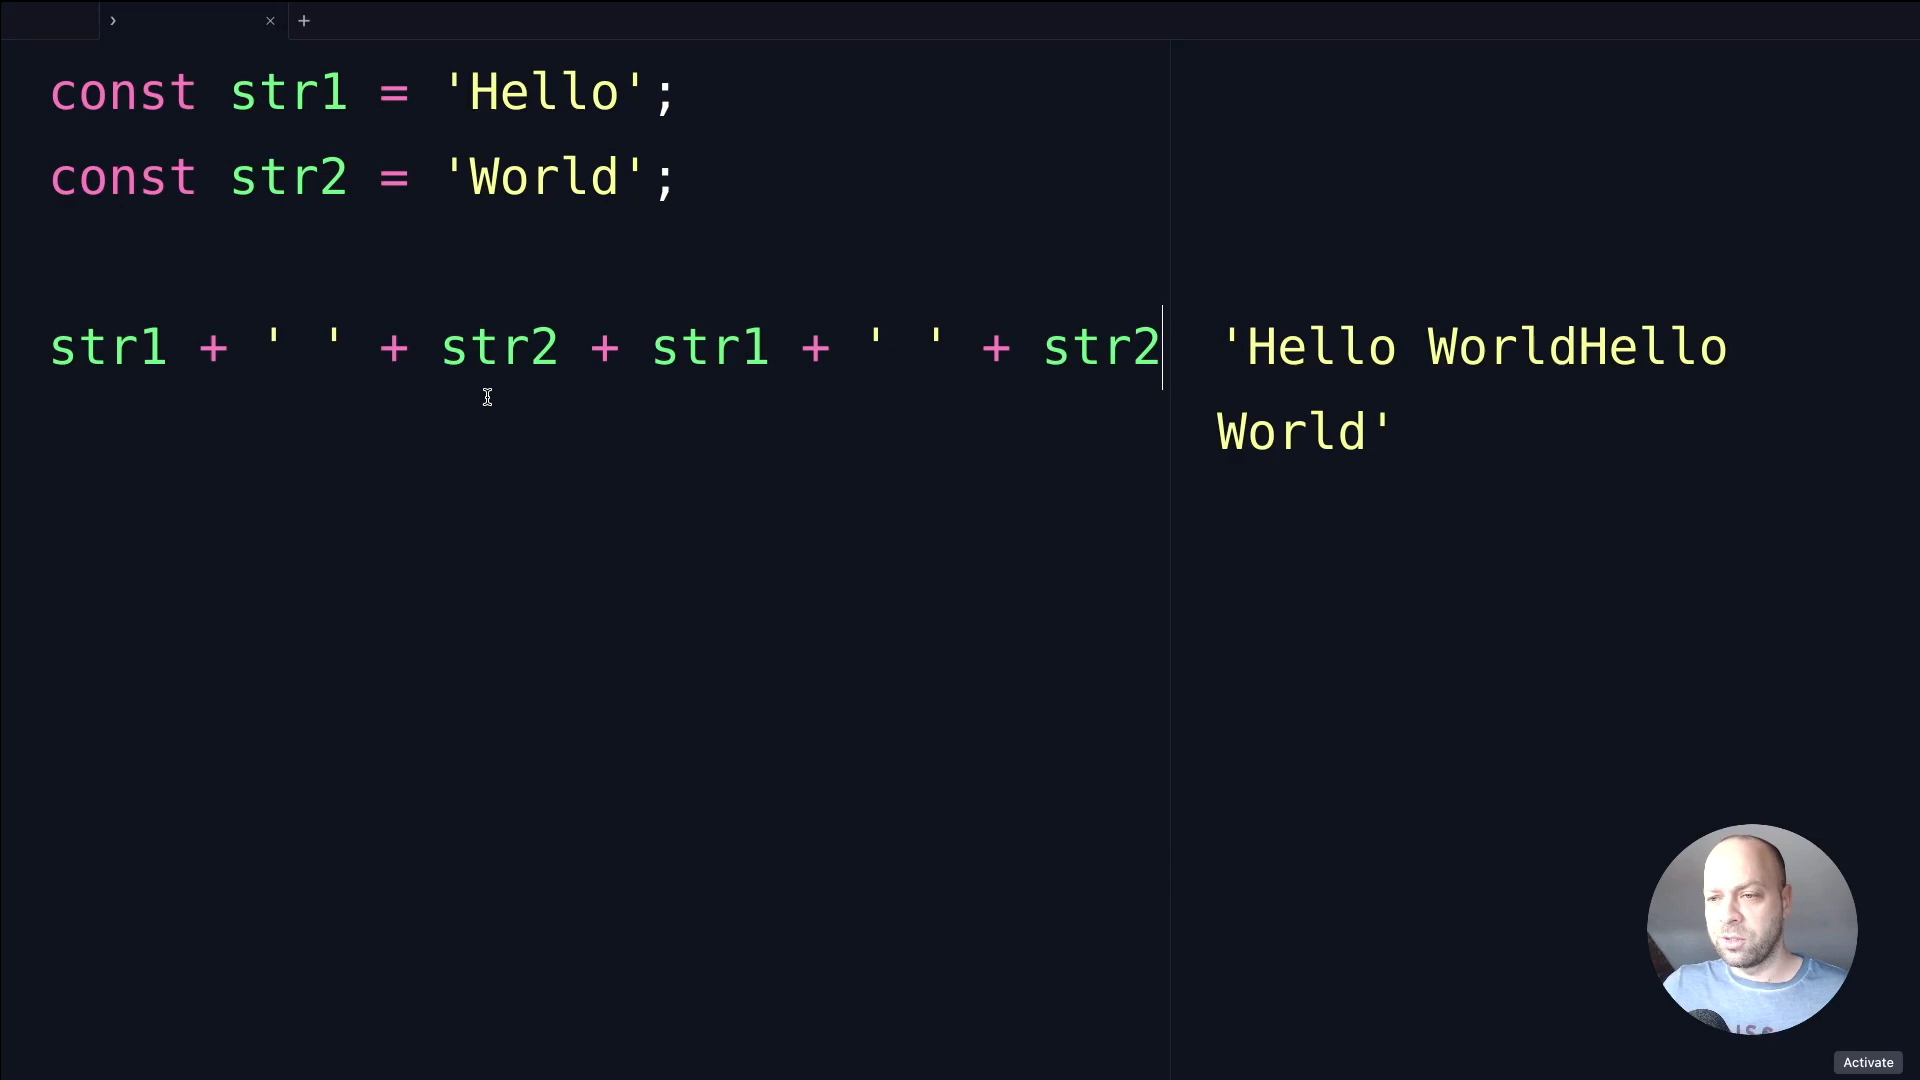 const str1 = 'Hello';
const str2 = 'World';
str1 + ' ' + str2 + str1 + ' ' + str2
'Hello WorldHello
World'
Activate